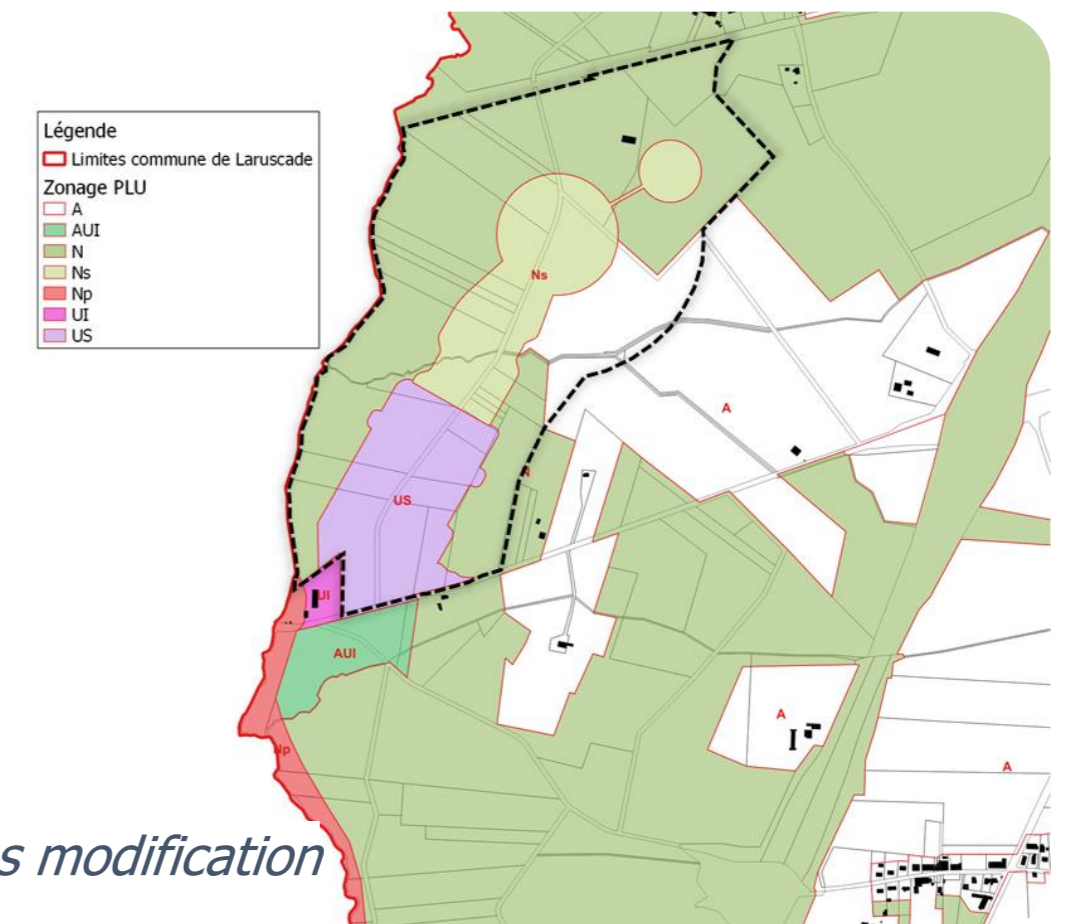 Légende
Limites commune de Laruscade
Zonage PLU
A
AUI
N
Ns
Np
UI
US
Ns
A
US
UI
AUI
A
A
Np
s modification